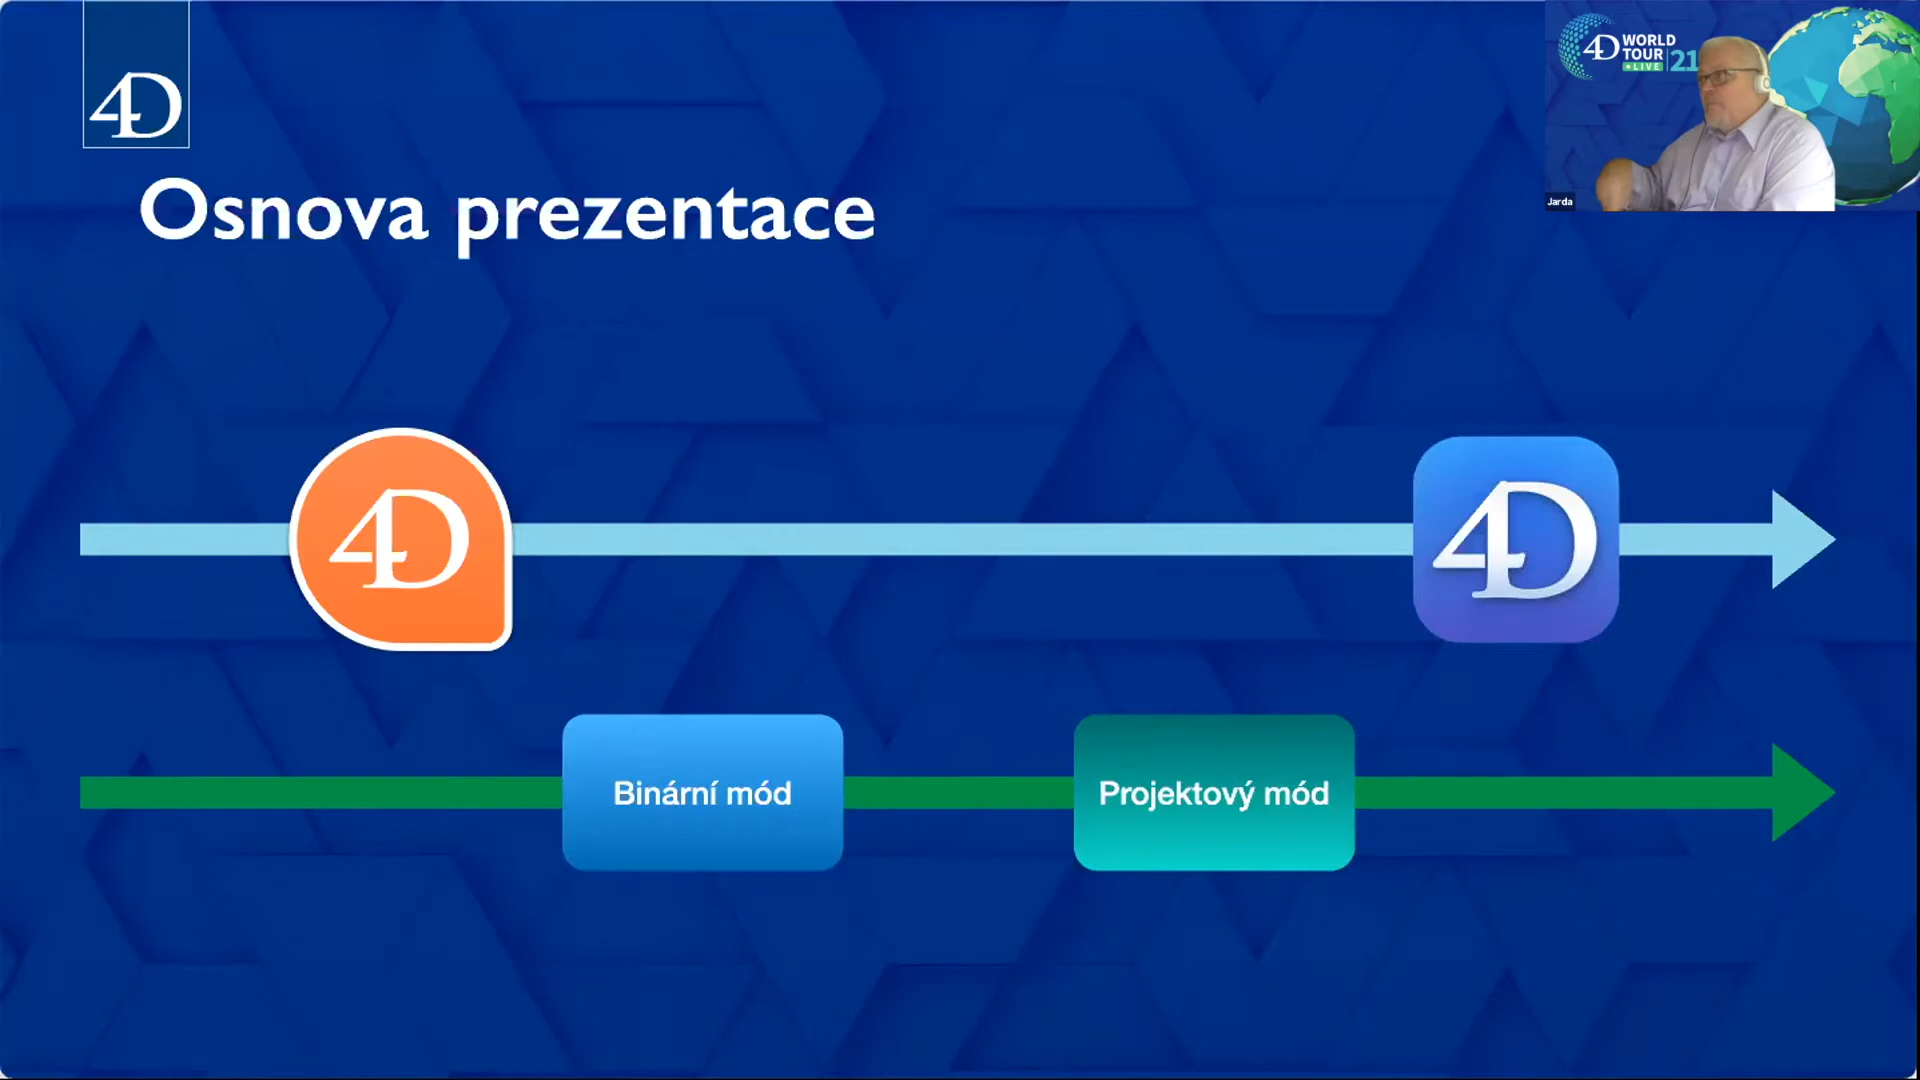 4D
4D
WORLD
TOUR
LIVE
21
Jarda
Osnova prezentace
4D
4D
Binární mód
Projektový mód